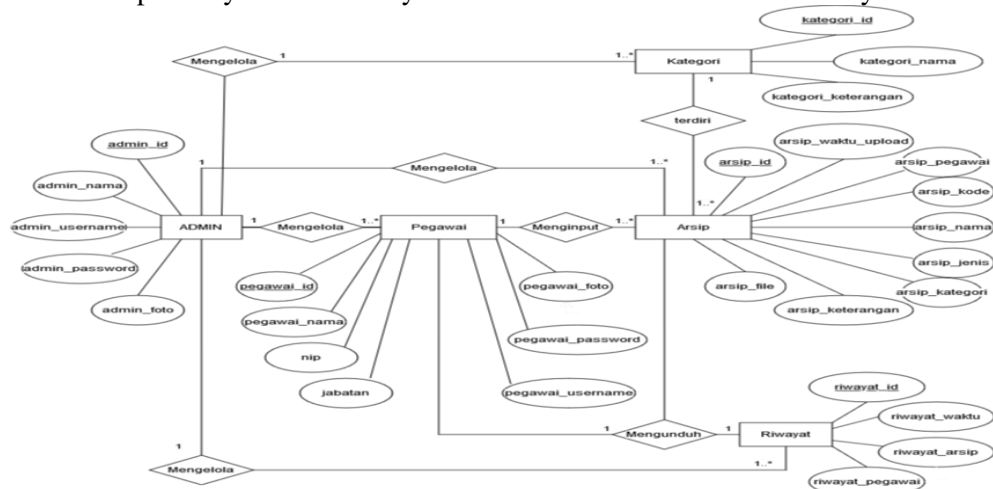 kategori_id
Mengelola
1
1..*
Kategori
kategori_nama
1
kategori_keterangan
terdiri
admin_id
1
Mengelola
1..*
arsip_id
arsip_waktu_upload
arsip_pegawai
admin_nama
arsip_kode
1..*
admin_username
ADMIN
1
Mengelola
1..*
Pegawai
1
Menginput
1..*
Arsip
arsip_nama
admin_password
arsip_jenis
pegawai_id
pegawai_foto
arsip_file
arsip_kategori
admin_foto
arsip_keterangan
pegawai_nama
pegawai_password
nip
jabatan
pegawai_username
riwayat_id
riwayat_waktu
1
Mengunduh
1
Riwayat
1
riwayat_arsip
Mengelola
1..*
riwayat_pegawai